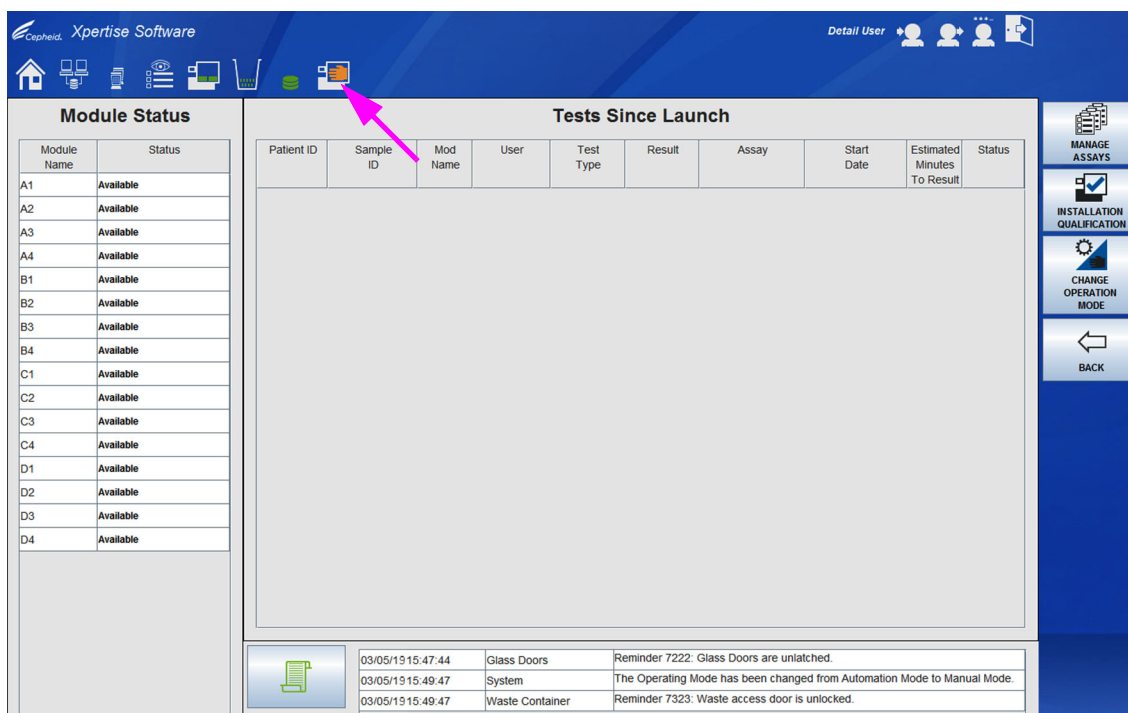 Cepheid. Xpertise Software
Detail User
Module Status
Module Name
Status
A1 Available
A2 Available
A3 Available
A4 Available
B1 Available
B2 Available
B3 Available
B4 Available
C1 Available
C2 Available
C3 Available
C4 Available
D1 Available
D2 Available
D3 Available
D4 Available
Tests Since Launch
Patient ID
Sample ID
Mod Name
User
Test Type
Result
Assay
Start Date
Estimated Minutes To Result
Status
03/05/1915:47:44 Glass Doors Reminder 7222: Glass Doors are unlatched.
03/05/1915:49:47 System The Operating Mode has been changed from Automation Mode to Manual Mode.
03/05/1915:49:47 Waste Container Reminder 7323: Waste access door is unlocked.
MANAGE
ASSAYS
INSTALLATION
QUALIFICATION
CHANGE
OPERATION
MODE
BACK